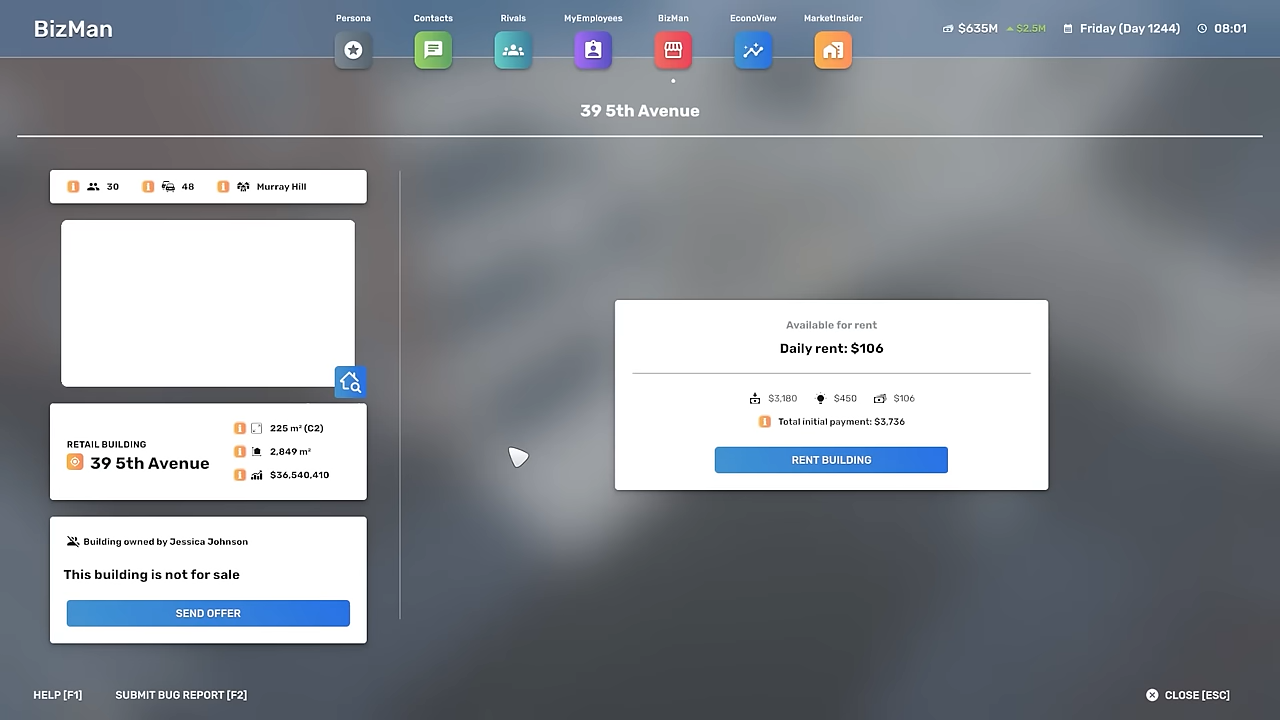 BizMan
Persona
Contacts
Rivals
MyEmployees
BizMan
EconoView
MarketInsider
$635M
$2.5M
Friday (Day 1244)
08:01
39 5th Avenue
30
48
Murray Hill
RETAIL BUILDING
39 5th Avenue
225 m² (C2)
2,849 m²
$36,540,410
Building owned by Jessica Johnson
This building is not for sale
SEND OFFER
Available for rent
Daily rent: $106
$3,180
$450
$106
Total initial payment: $3,736
RENT BUILDING
HELP [F1]
SUBMIT BUG REPORT [F2]
CLOSE [ESC]